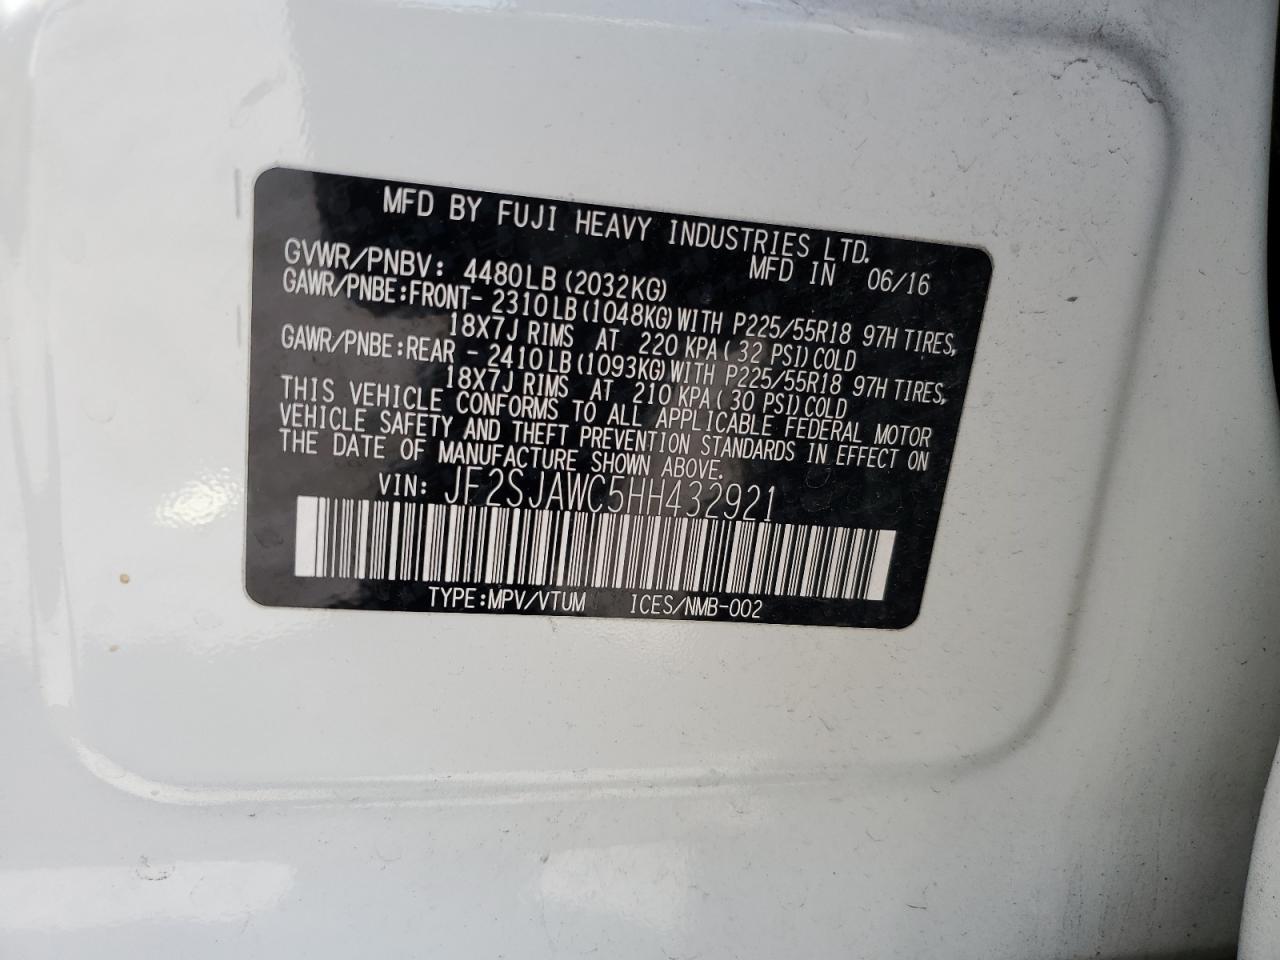 MFD BY FUJI HEAVY INDUSTRIES LTD.
MFD IN 06/16
GVWR/PNBV: 4480LB(2032KG)
GAWR/PNBE:FRONT- 2310LB(1048KG)WITH P225/55R18 97H TIRES,
18X7J RIMS AT 220 KPA(32 PSI)COLD
GAWR/PNBE:REAR - 2410LB(1093KG)WITH P225/55R18 97H TIRES,
18X7J RIMS AT 210 KPA(30 PSI)COLD
THIS VEHICLE CONFORMS TO ALL APPLICABLE FEDERAL MOTOR
VEHICLE SAFETY AND THEFT PREVENTION STANDARDS IN EFFECT ON
THE DATE OF MANUFACTURE SHOWN ABOVE.
VIN: JF2SJAWC5HH432921
TYPE:MPV/VTUM ICES/NMB-002